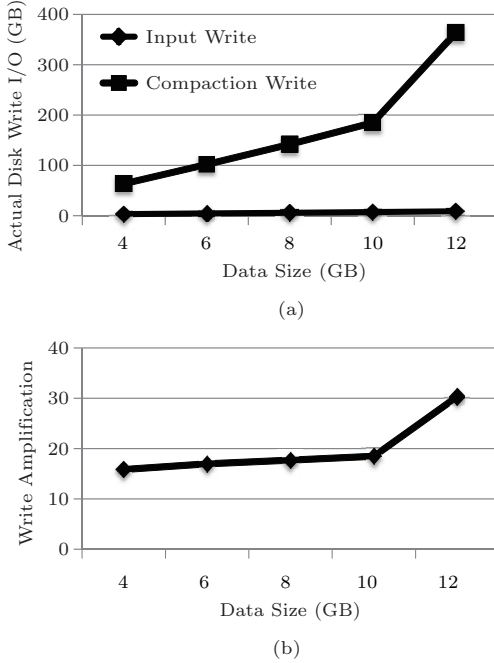 Actual Disk Write I/O (GB)
400
300
200
100
0
Input Write
Compaction Write
4 6 8 10 12
Data Size (GB)
(a)
Write Amplification
40
30
20
10
0
4 6 8 10 12
Data Size (GB)
(b)